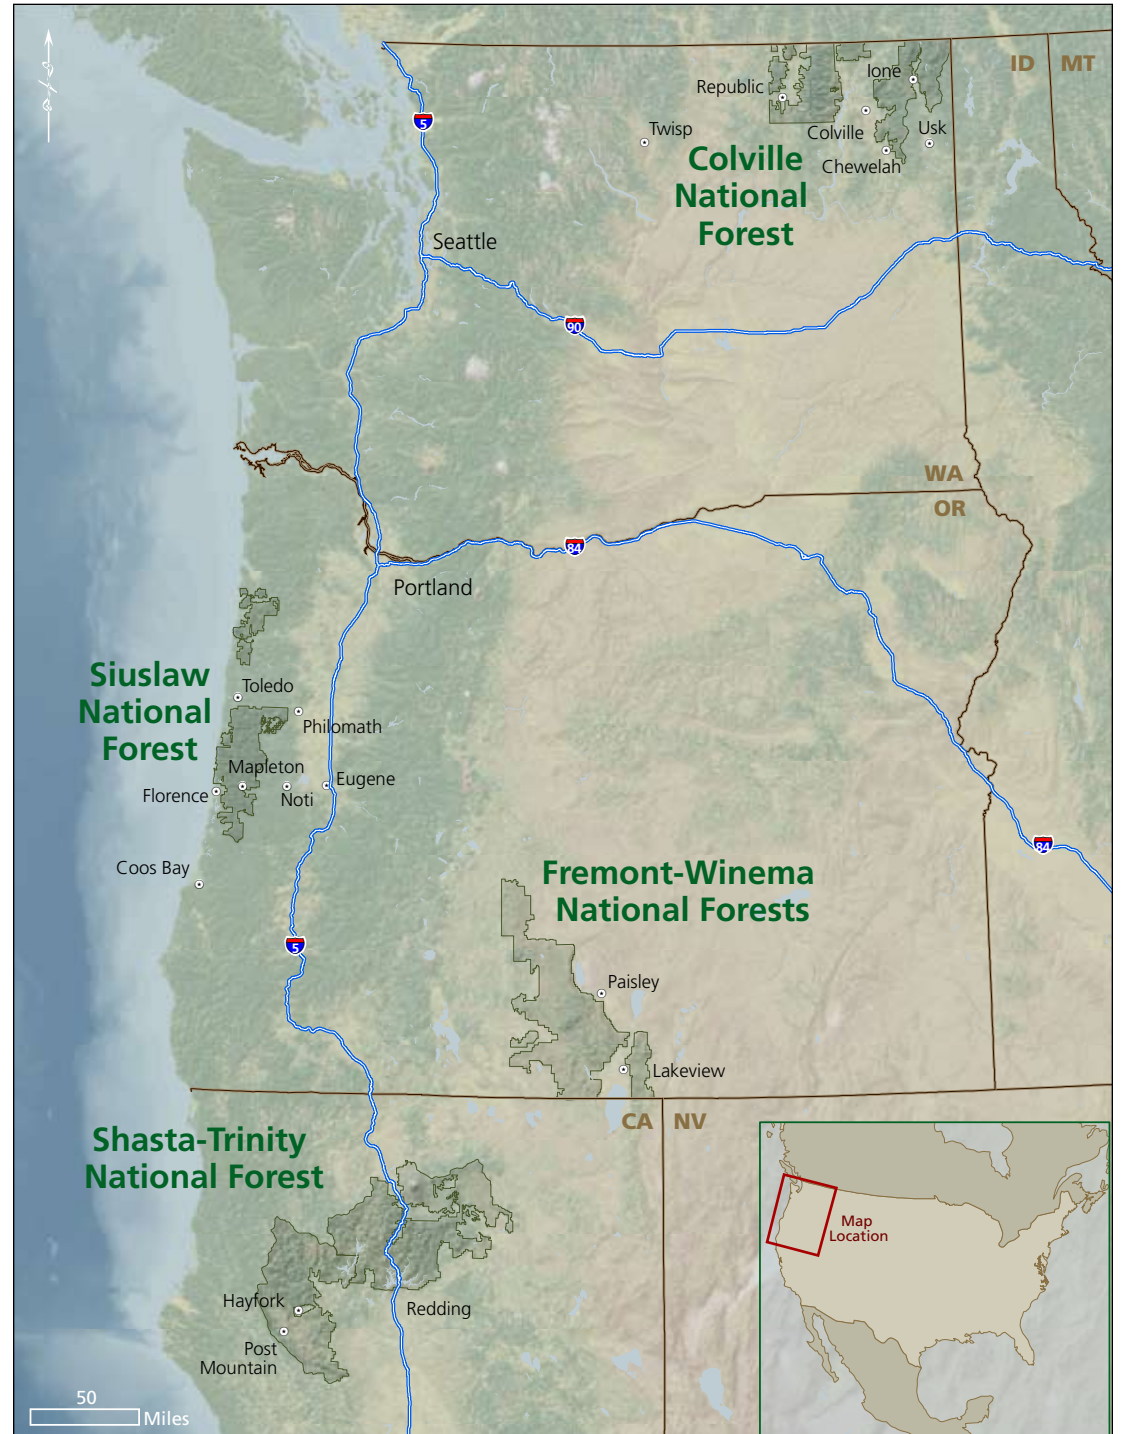 ID
MT
Ione
Republic
5
Twisp
Colville
Usk
Chewelah
Colville
National
Forest
Seattle
90
WA
OR
84
Portland
Siuslaw
National
Forest
Toledo
Philomath
Mapleton
Eugene
Florence
Noti
84
Coos Bay
Fremont-Winema
National Forests
5
Paisley
Lakeview
CA
NV
Shasta-Trinity
National Forest
Map
Location
Hayfork
Redding
Post
Mountain
50
Miles